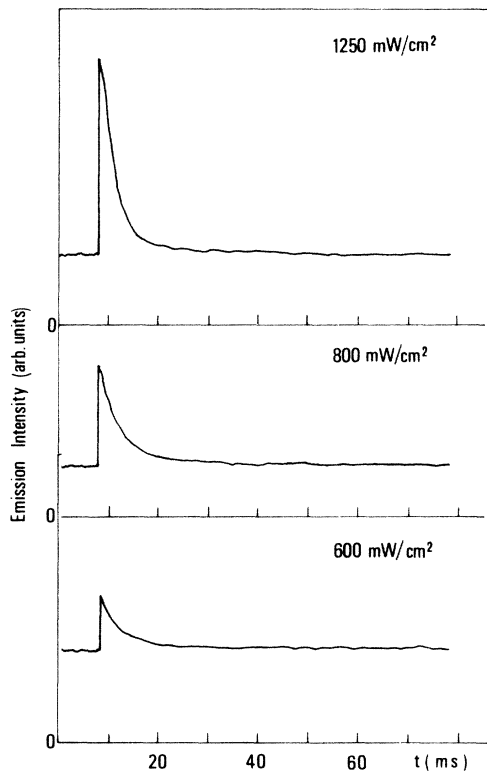 1250 mW/cm²
0
800 mW/cm²
0
600 mW/cm²
0
20 40 60 t(ms)
Emission Intensity (arb. units)